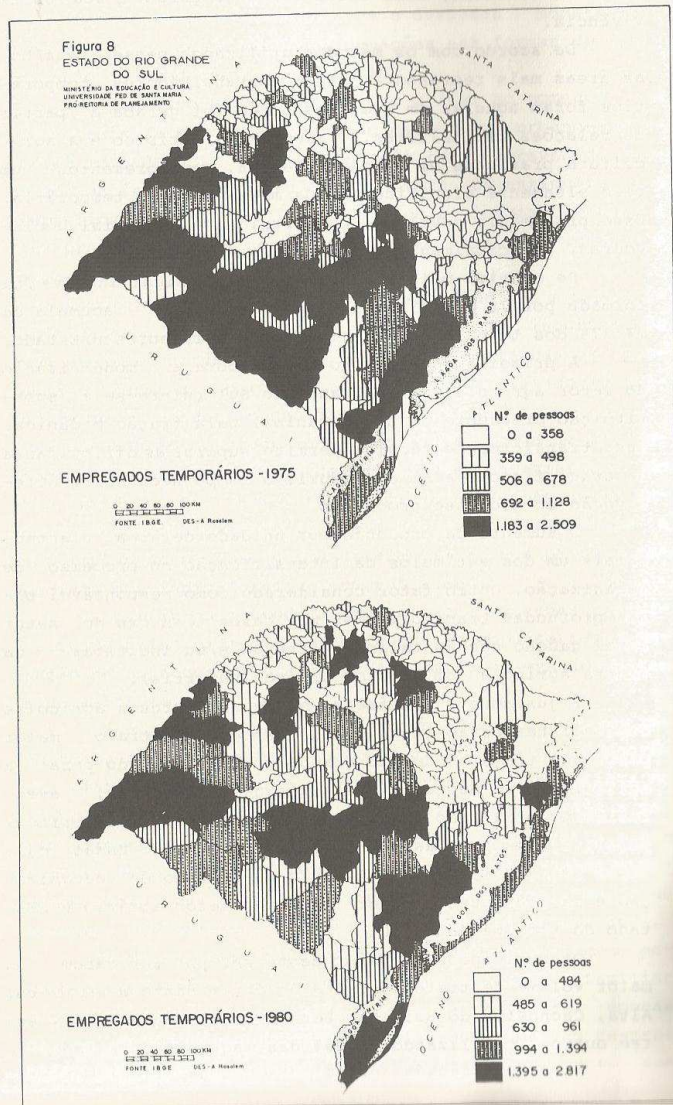 Figura 8
ESTADO DO RIO GRANDE
DO SUL
MINISTÉRIO DA EDUCAÇÃO E CULTURA
UNIVERSIDADE FED. DE SANTA MARIA
PRÓ-REITORIA DE PLANEJAMENTO
ARGENTINA
SANTA CATARINA
URUGUAI
LAGOA DOS PATOS
LAGOA MIRIM
OCEANO ATLÂNTICO
EMPREGADOS TEMPORÁRIOS - 1975
0 20 40 60 80 100 KM
FONTE IBGE. DES-A Rosalem
N.º de pessoas
0 a 358
359 a 498
506 a 678
692 a 1.128
1.183 a 2.509
ARGENTINA
SANTA CATARINA
URUGUAI
LAGOA DOS PATOS
LAGOA MIRIM
OCEANO ATLÂNTICO
EMPREGADOS TEMPORÁRIOS - 1980
0 20 40 60 80 100 KM
FONTE IBGE DES-A Rosalem
N.º de pessoas
0 a 484
485 a 619
630 a 961
994 a 1.394
1.395 a 2.817